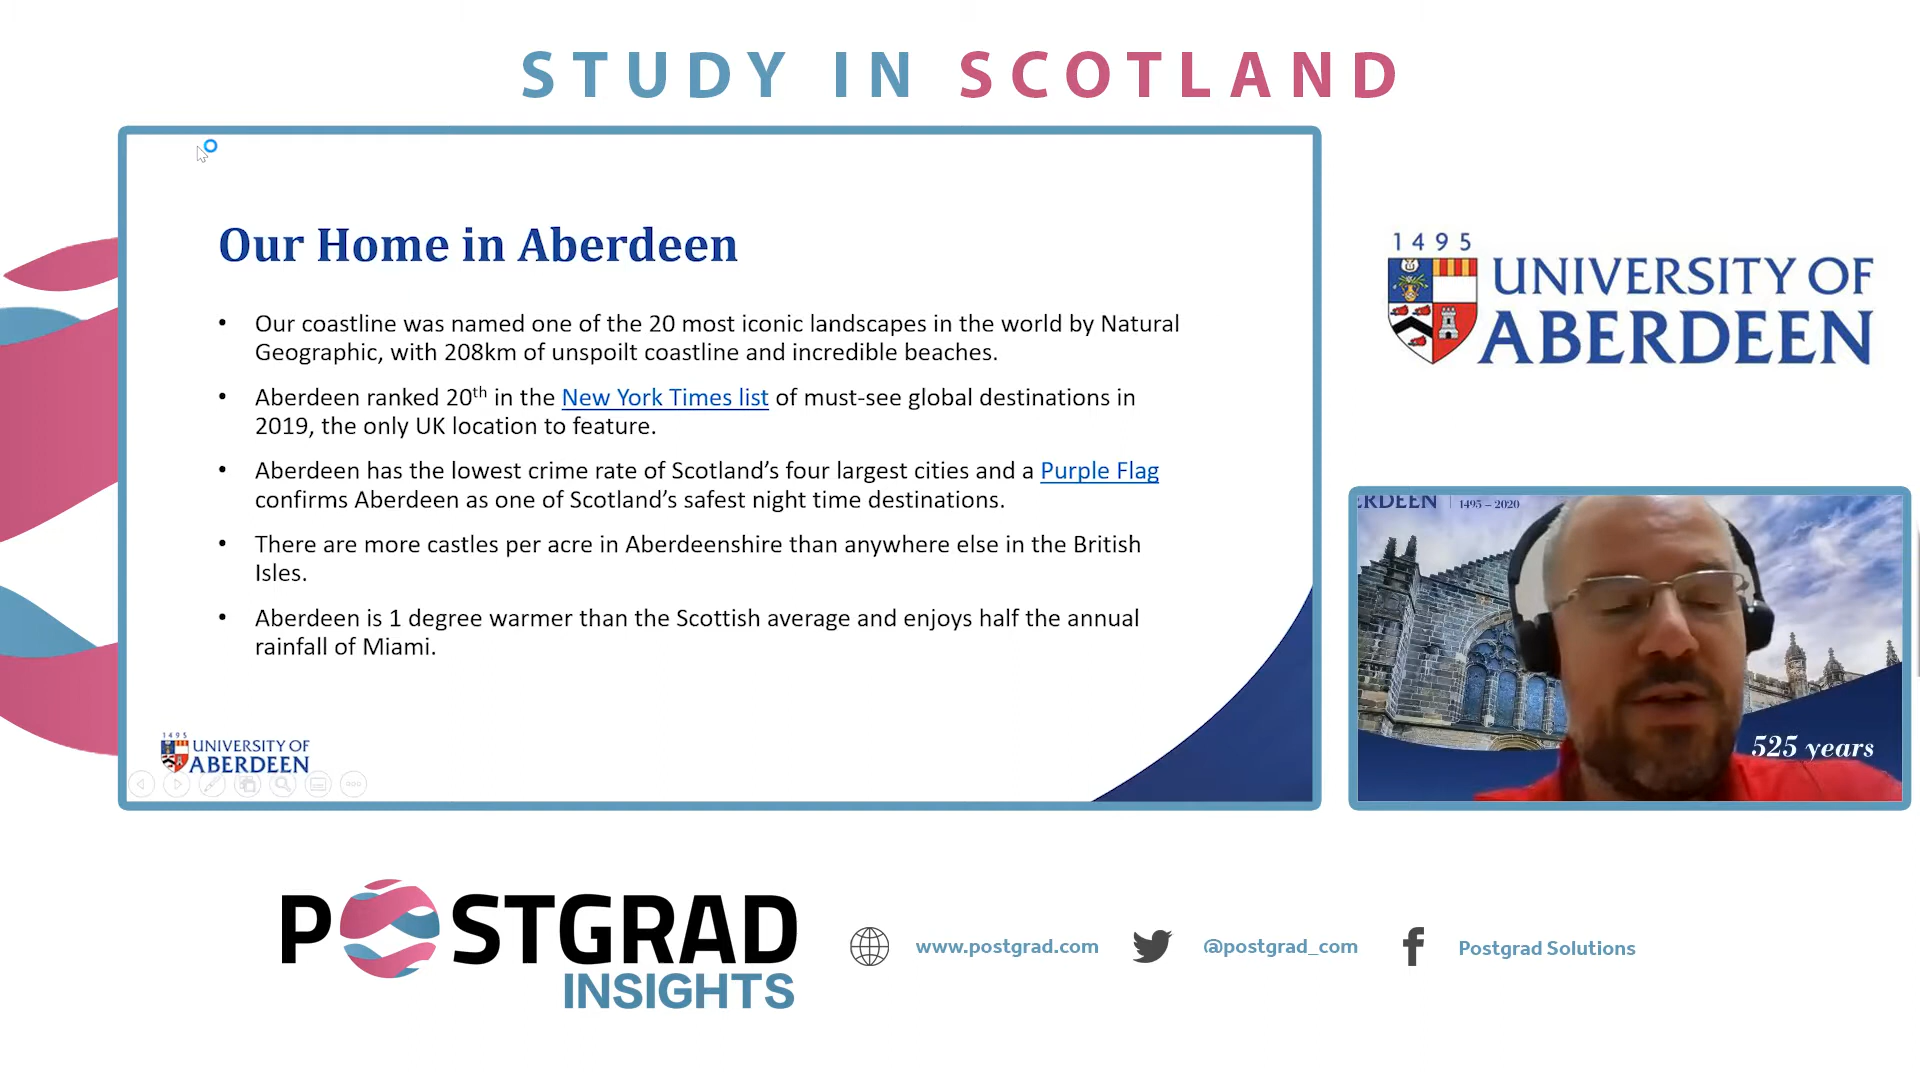 STUDY IN SCOTLAND
Our Home in Aberdeen
• Our coastline was named one of the 20 most iconic landscapes in the world by Natural
Geographic, with 208km of unspoilt coastline and incredible beaches.
• Aberdeen ranked 20th in the New York Times list of must-see global destinations in
2019, the only UK location to feature.
• Aberdeen has the lowest crime rate of Scotland’s four largest cities and a Purple Flag
confirms Aberdeen as one of Scotland’s safest night time destinations.
• There are more castles per acre in Aberdeenshire than anywhere else in the British
Isles.
• Aberdeen is 1 degree warmer than the Scottish average and enjoys half the annual
rainfall of Miami.
1495
UNIVERSITY OF
ABERDEEN
1495
UNIVERSITY OF
ABERDEEN
ERDEEN | 1495 – 2020
525 years
POSTGRAD
INSIGHTS
www.postgrad.com
@postgrad_com
Postgrad Solutions